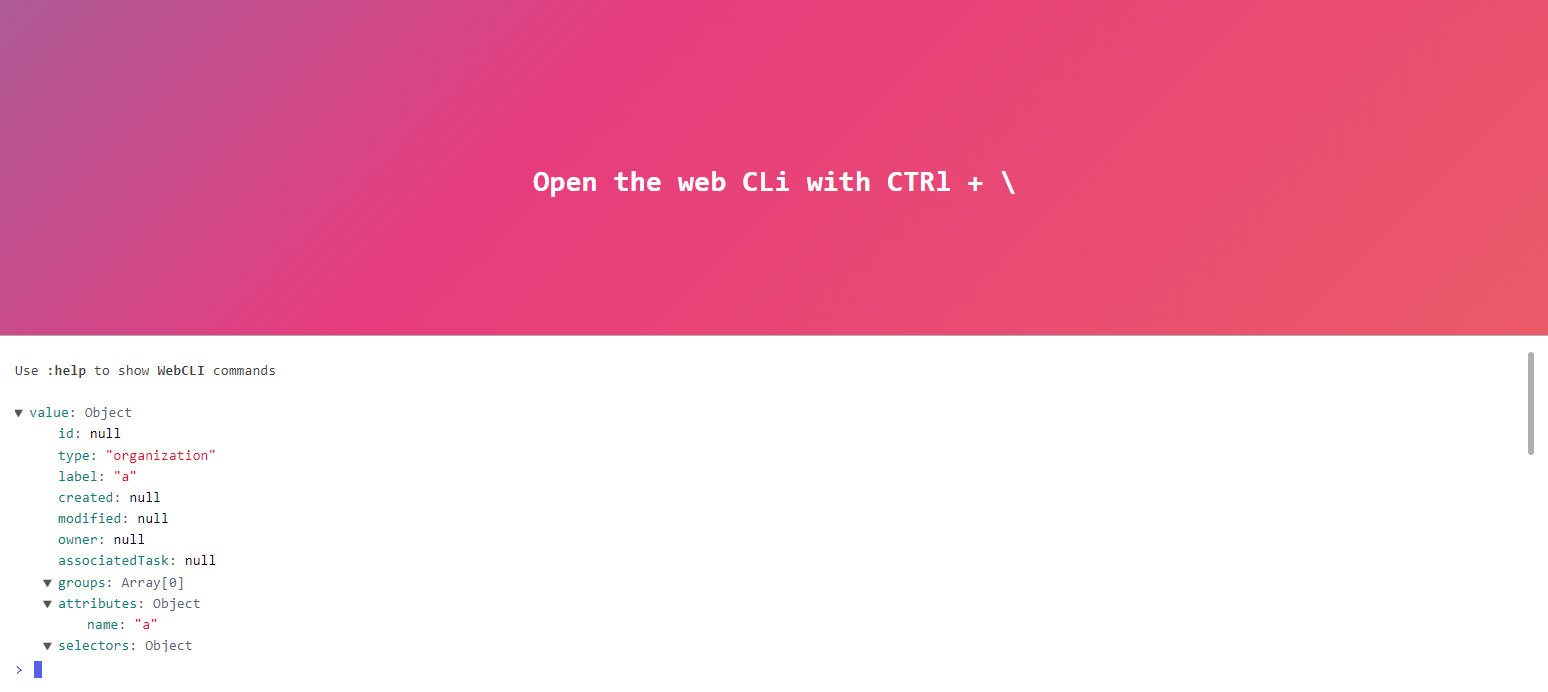 Open the web CLi with CTRl + \
Use :help to show WebCLI commands
▼ value: Object
id: null
type: "organization"
label: "a"
created: null
modified: null
owner: null
associatedTask: null
▼ groups: Array[0]
▼ attributes: Object
name: "a"
▼ selectors: Object
>